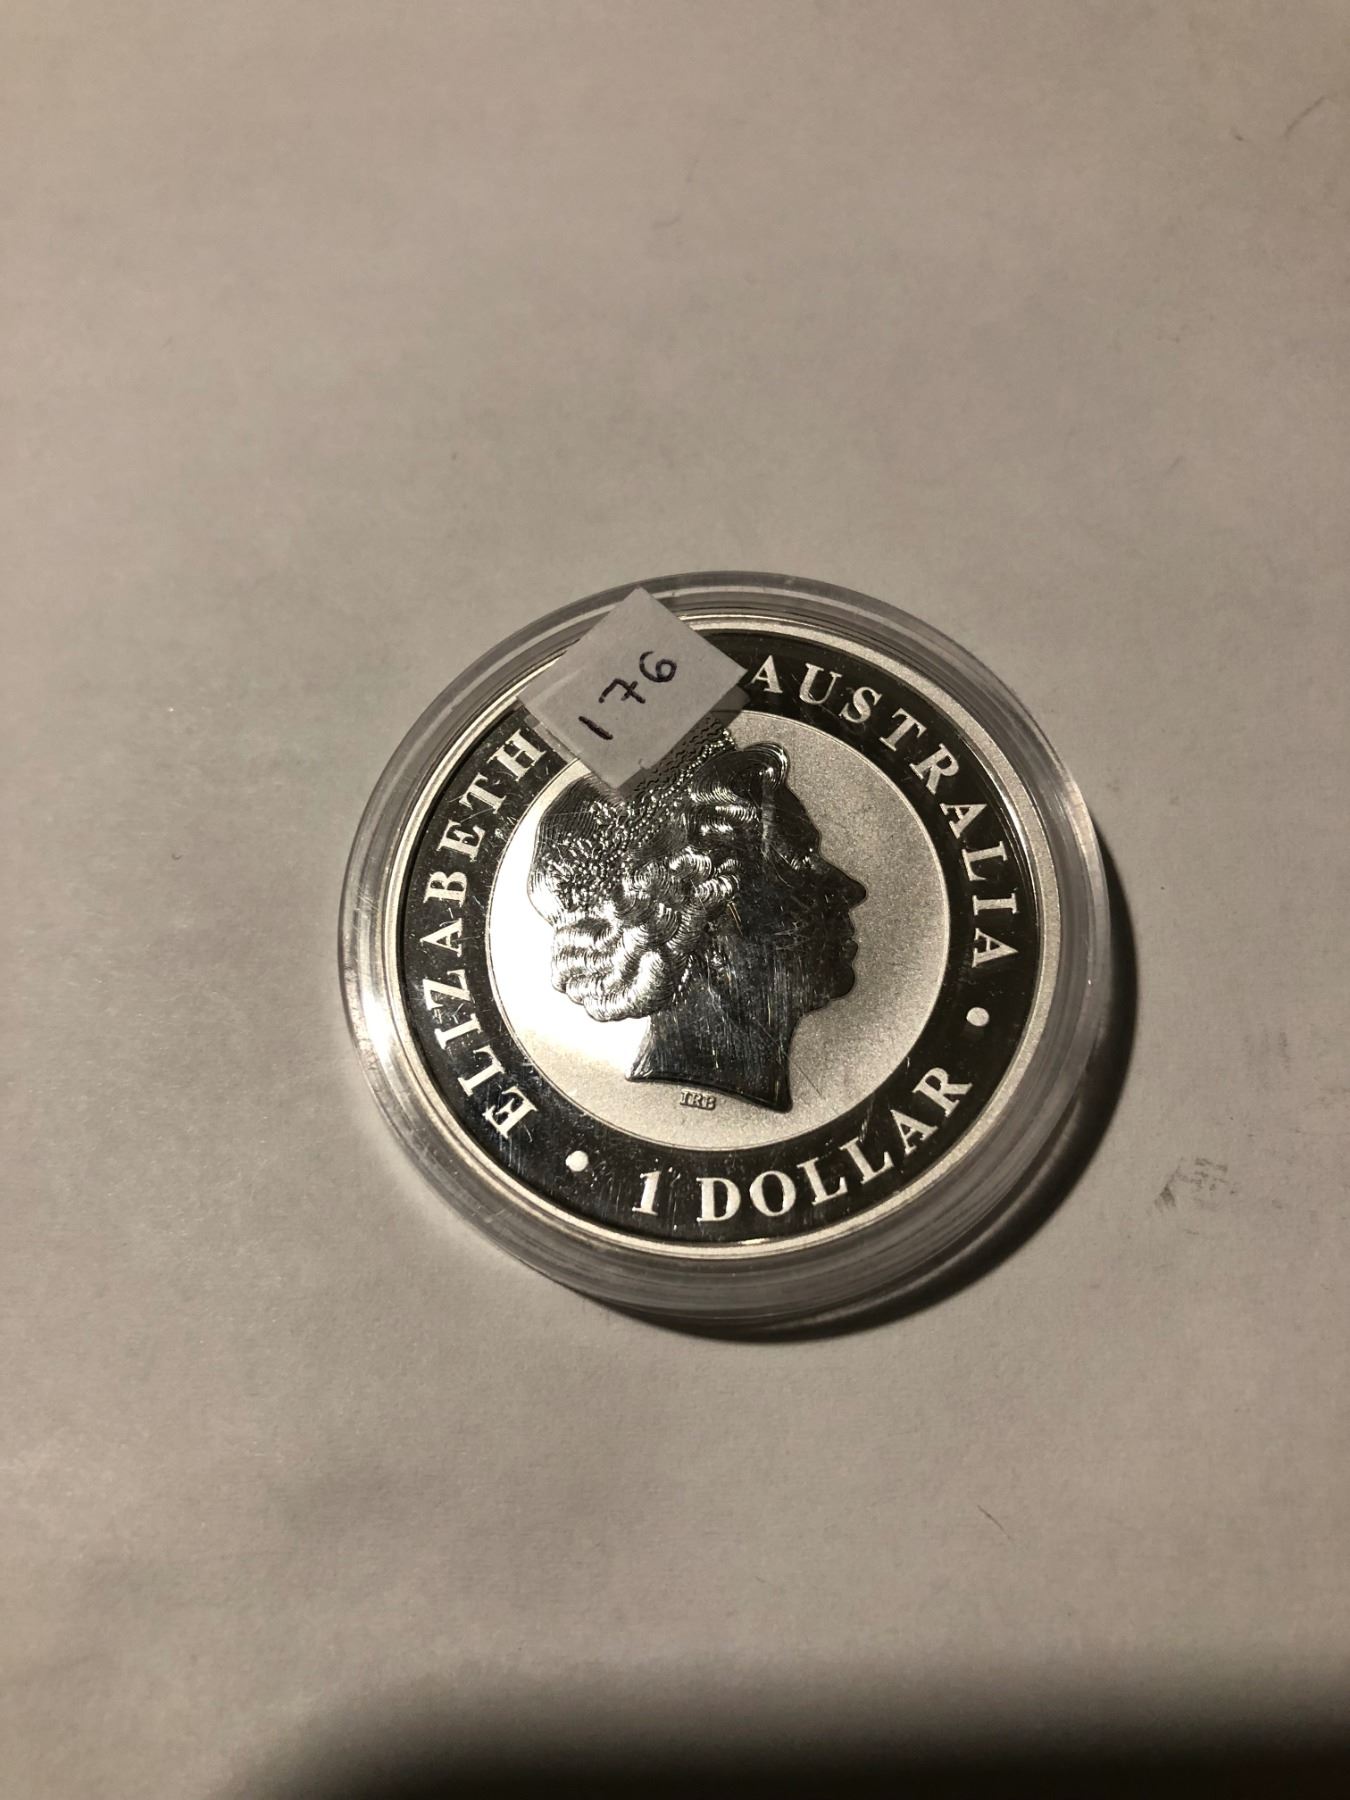 176
ELIZABETH
AUSTRALIA
• 1 DOLLAR •
IRB